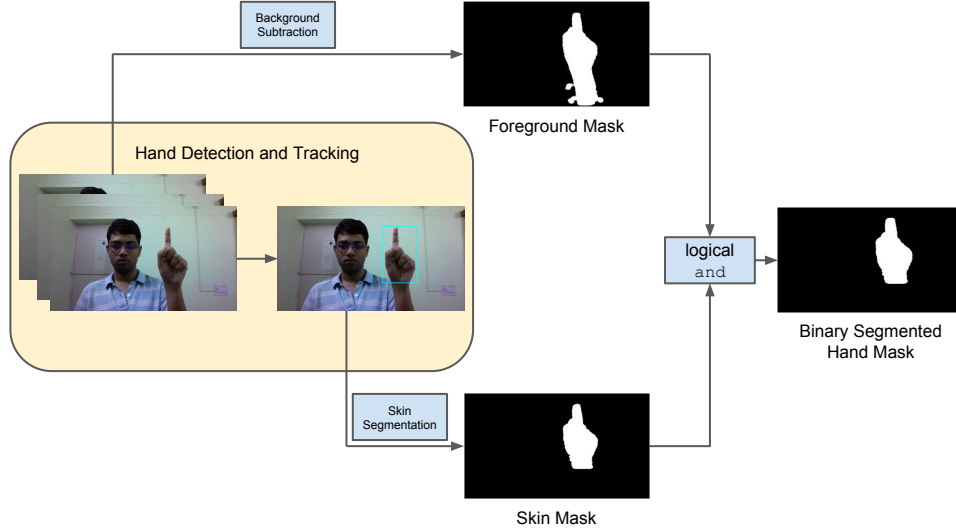 Background
Subtraction
Foreground Mask
Hand Detection and Tracking
logical
and
Binary Segmented
Hand Mask
Skin
Segmentation
Skin Mask